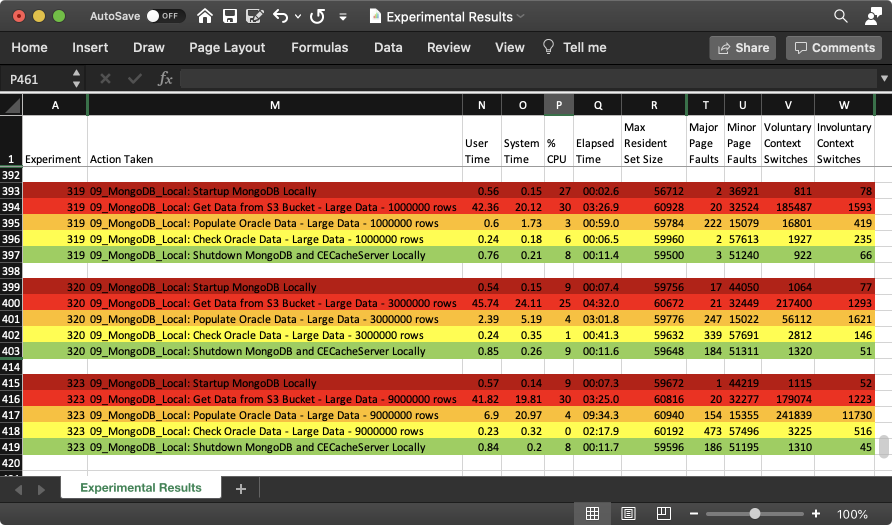 AutoSave OFF Experimental Results
Home Insert Draw Page Layout Formulas Data Review View Tell me Share Comments
P461 fx
A M N O P Q R T U V W
1 Experiment Action Taken User Time System Time % CPU Elapsed Time Max Resident Set Size Major Page Faults Minor Page Faults Voluntary Context Switches Involuntary Context Switches
392
393 319 09_MongoDB_Local: Startup MongoDB Locally 0.56 0.15 27 00:02.6 56712 2 36921 811 78
394 319 09_MongoDB_Local: Get Data from S3 Bucket - Large Data - 1000000 rows 42.36 20.12 30 03:26.9 60928 20 32524 185487 1593
395 319 09_MongoDB_Local: Populate Oracle Data - Large Data - 1000000 rows 0.6 1.73 3 00:59.0 59784 222 15079 16801 419
396 319 09_MongoDB_Local: Check Oracle Data - Large Data - 1000000 rows 0.24 0.18 6 00:06.5 59960 2 57613 1927 235
397 319 09_MongoDB_Local: Shutdown MongoDB and CECacheServer Locally 0.76 0.21 8 00:11.4 59500 3 51240 922 66
398
399 320 09_MongoDB_Local: Startup MongoDB Locally 0.54 0.15 9 00:07.4 59756 17 44050 1064 77
400 320 09_MongoDB_Local: Get Data from S3 Bucket - Large Data - 3000000 rows 45.74 24.11 25 04:32.0 60672 21 32449 217400 1293
401 320 09_MongoDB_Local: Populate Oracle Data - Large Data - 3000000 rows 2.39 5.19 4 03:01.8 59776 247 15022 56112 1621
402 320 09_MongoDB_Local: Check Oracle Data - Large Data - 3000000 rows 0.24 0.35 1 00:41.3 59632 339 57691 2812 146
403 320 09_MongoDB_Local: Shutdown MongoDB and CECacheServer Locally 0.85 0.26 9 00:11.6 59648 184 51311 1320 51
414
415 323 09_MongoDB_Local: Startup MongoDB Locally 0.57 0.14 9 00:07.3 59672 1 44219 1115 52
416 323 09_MongoDB_Local: Get Data from S3 Bucket - Large Data - 9000000 rows 41.82 19.81 30 03:25.0 60816 20 32277 179074 1223
417 323 09_MongoDB_Local: Populate Oracle Data - Large Data - 9000000 rows 6.9 20.97 4 09:34.3 60940 154 15355 241839 11730
418 323 09_MongoDB_Local: Check Oracle Data - Large Data - 9000000 rows 0.23 0.32 0 02:17.9 60192 473 57496 3225 516
419 323 09_MongoDB_Local: Shutdown MongoDB and CECacheServer Locally 0.84 0.2 8 00:11.7 59596 186 51195 1310 45
420
Experimental Results +
100%